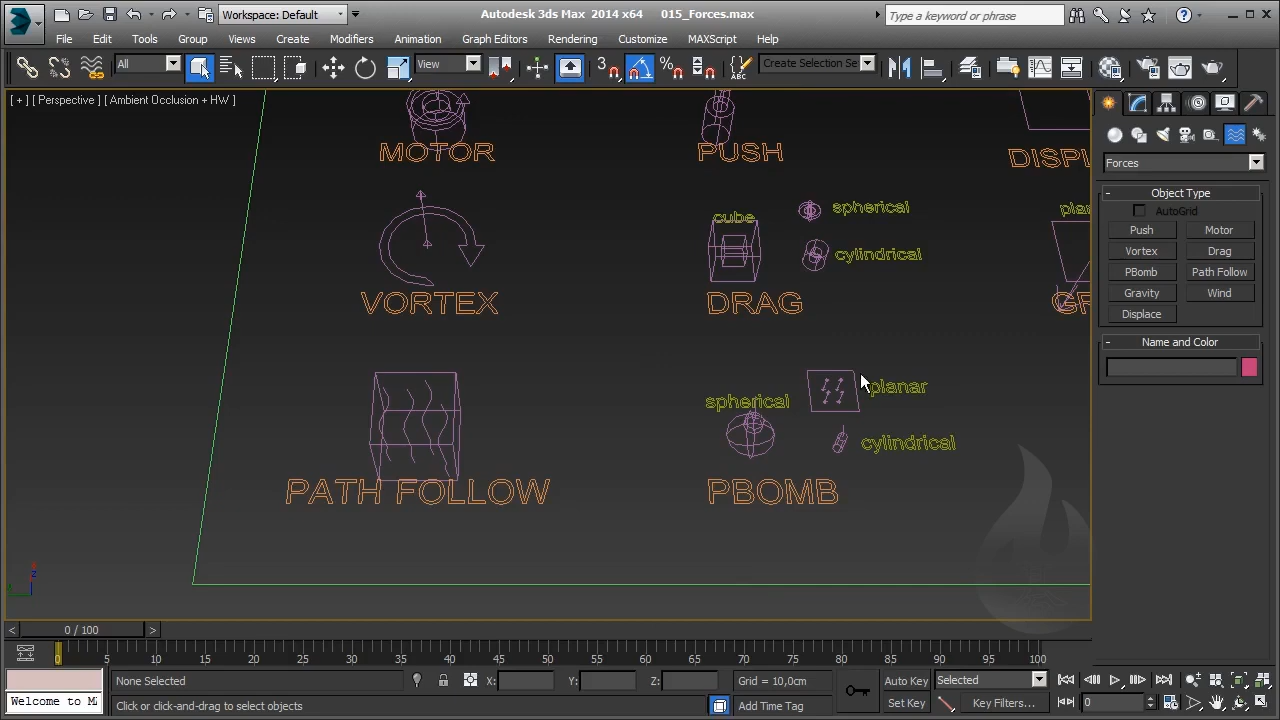 Workspace: Default
Autodesk 3ds Max 2014 x64 015_Forces.max
Type a keyword or phrase
File Edit Tools Group Views Create Modifiers Animation Graph Editors Rendering Customize MAXScript Help
All
View
3
Create Selection Se
[ + ] [ Perspective ] [ Ambient Occlusion + HW ]
MOTOR
PUSH
VORTEX
cube
spherical
cylindrical
DRAG
PATH FOLLOW
spherical
planar
cylindrical
PBOMB
Forces
- Object Type
AutoGrid
Push Motor
Vortex Drag
PBomb Path Follow
Gravity Wind
Displace
- Name and Color
z
< 0 / 100 >
0 5 10 15 20 25 30 35 40 45 50 55 60 65 70 75 80 85 90 95 100
None Selected
X: Y: Z:
Grid = 10,0cm
Auto Key
Selected
Welcome to M
Click or click-and-drag to select objects
Add Time Tag
Set Key
Key Filters...
0